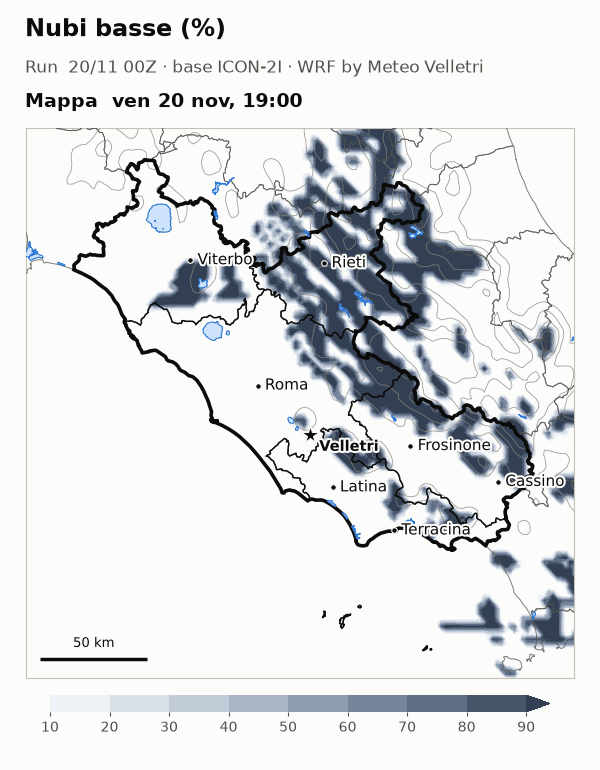 Nubi basse (%)
Run  20/11 00Z · base ICON-2I · WRF by Meteo Velletri
Mappa  ven 20 nov, 19:00
Viterbo
Rieti
Roma
Velletri
Frosinone
Latina
Cassino
Terracina
50 km
10 20 30 40 50 60 70 80 90